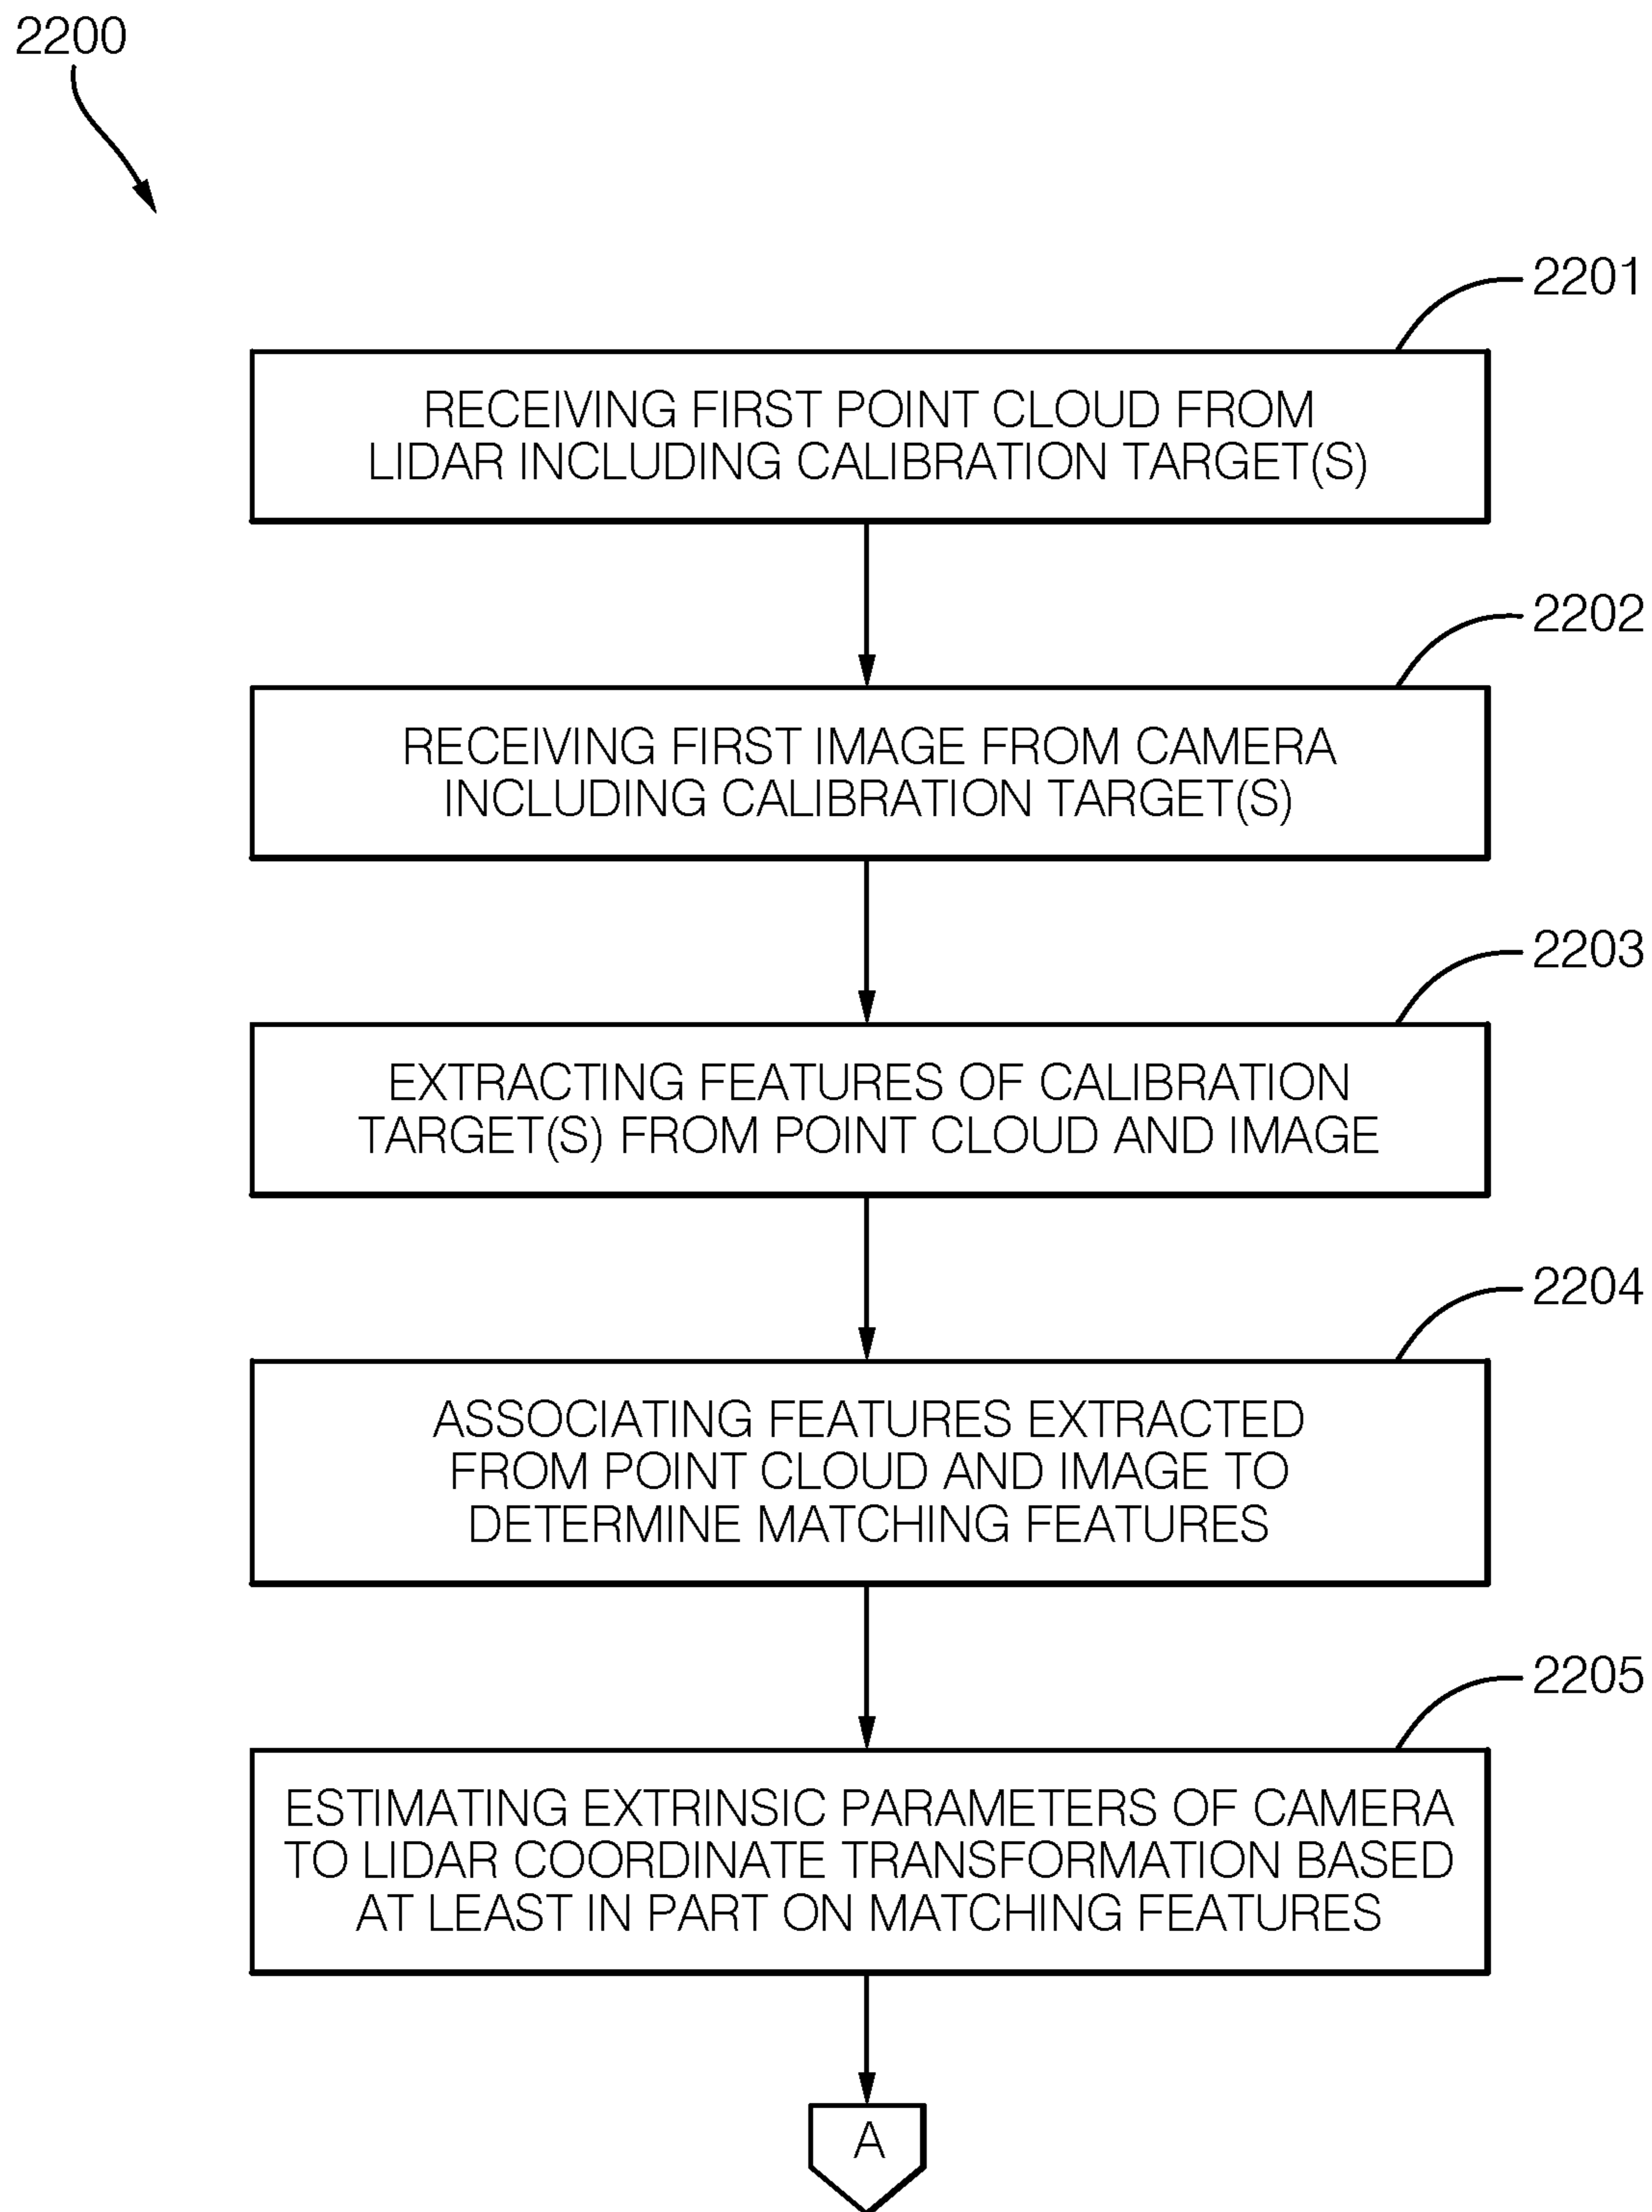 2200
2201
RECEIVING FIRST POINT CLOUD FROM
LIDAR INCLUDING CALIBRATION TARGET(S)
2202
RECEIVING FIRST IMAGE FROM CAMERA
INCLUDING CALIBRATION TARGET(S)
2203
EXTRACTING FEATURES OF CALIBRATION
TARGET(S) FROM POINT CLOUD AND IMAGE
2204
ASSOCIATING FEATURES EXTRACTED
FROM POINT CLOUD AND IMAGE TO
DETERMINE MATCHING FEATURES
2205
ESTIMATING EXTRINSIC PARAMETERS OF CAMERA
TO LIDAR COORDINATE TRANSFORMATION BASED
AT LEAST IN PART ON MATCHING FEATURES
A